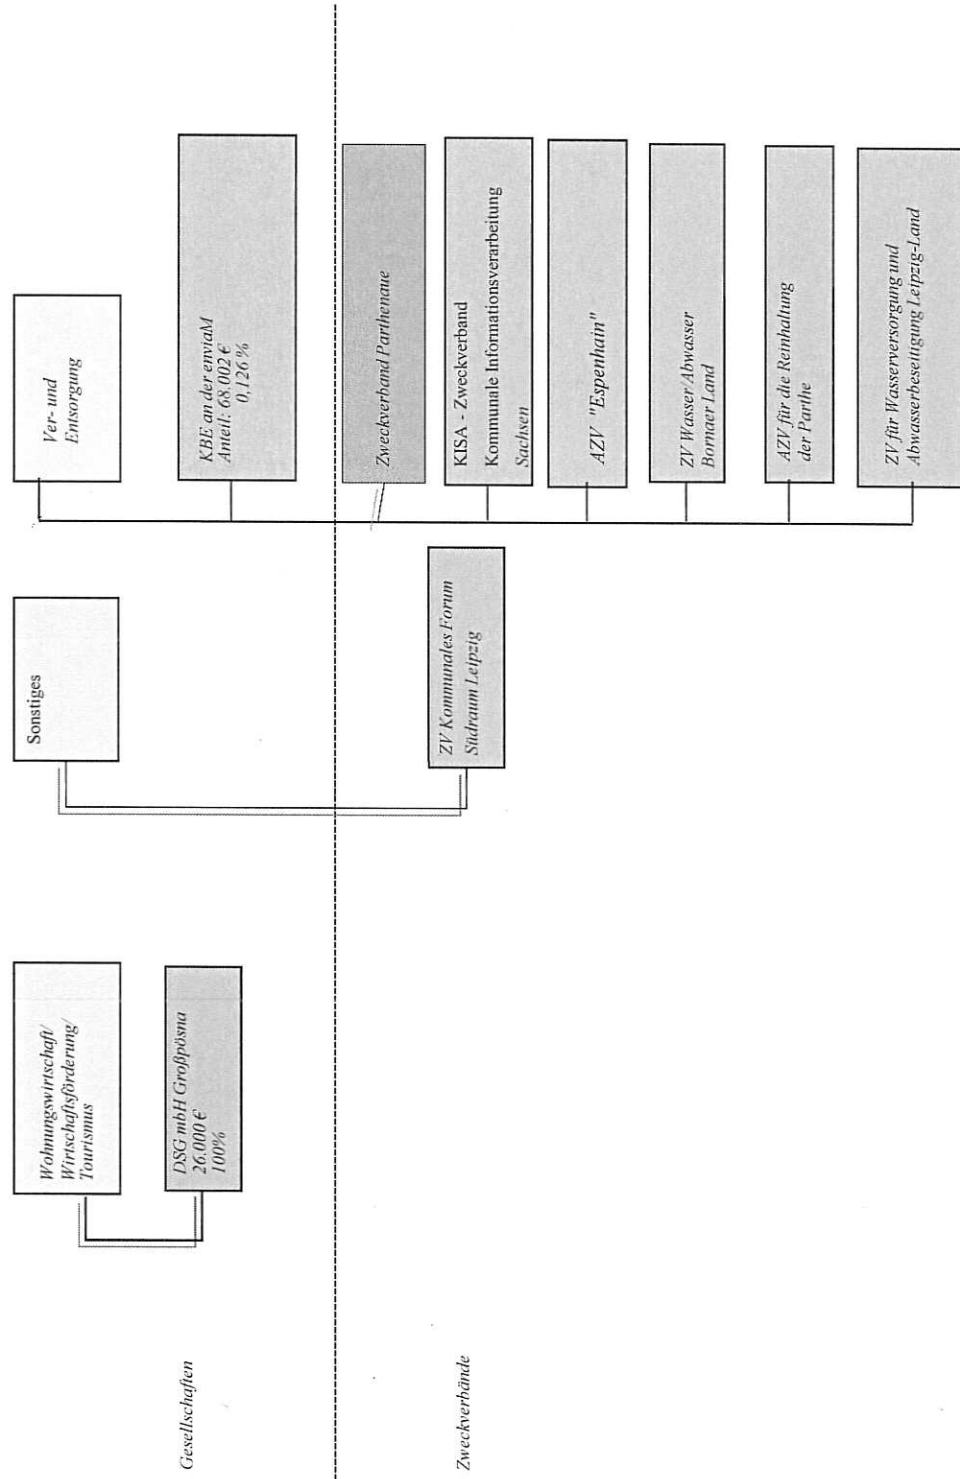 Wohnungswirtschaft/
Wirtschaftsförderung/
Tourismus
Sonstiges
Ver- und
Entsorgung
Gesellschaften
DSG mbH Großpösna
26.000 €
100%
KBE an der enviaM
Anteil: 68.002 €
0,126 %
Zweckverbände
ZV Kommunales Forum
Südraum Leipzig
Zweckverband Parthenaue
KISA - Zweckverband
Kommunale Informationsverarbeitung
Sachsen
AZV "Espenhain"
ZV Wasser/Abwasser
Bornaer Land
AZV für die Reinhaltung
der Parthe
ZV für Wasserversorgung und
Abwasserbeseitigung Leipzig-Land